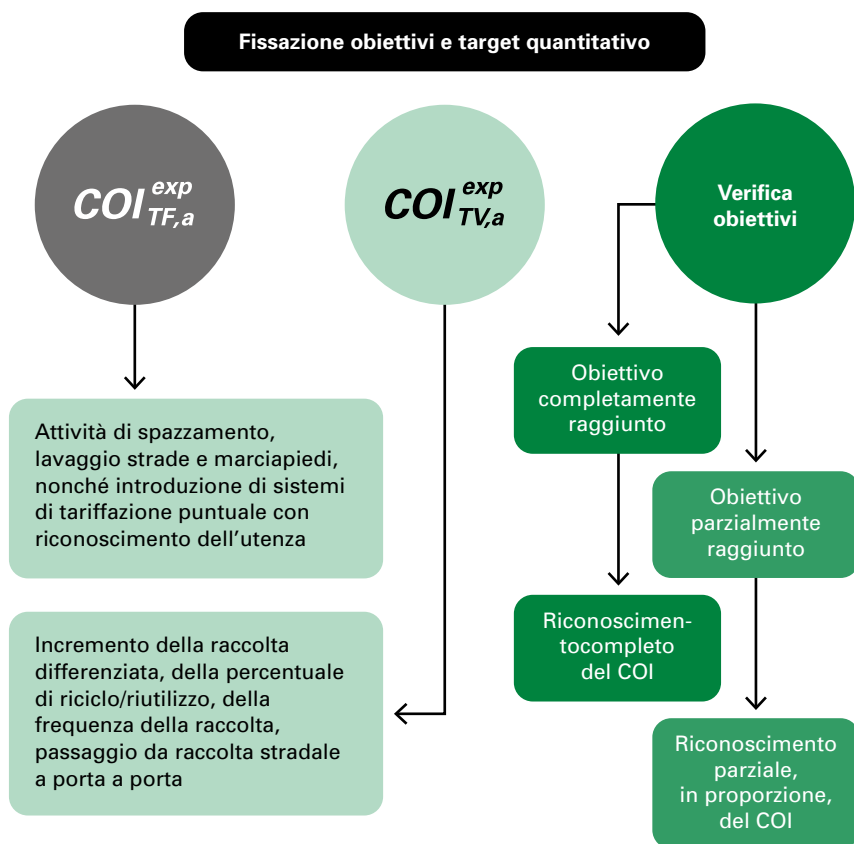 Fissazione obiettivi e target quantitativo
COI exp TF,a
COI exp TV,a
Verifica
obiettivi
Attività di spazzamento,
lavaggio strade e marciapiedi,
nonché introduzione di sistemi
di tariffazione puntuale con
riconoscimento dell'utenza
Incremento della raccolta
differenziata, della percentuale
di riciclo/riutilizzo, della
frequenza della raccolta,
passaggio da raccolta stradale
a porta a porta
Obiettivo
completamente
raggiunto
Riconoscimen-
tocompleto
del COI
Obiettivo
parzialmente
raggiunto
Riconoscimento
parziale,
in proporzione,
del COI